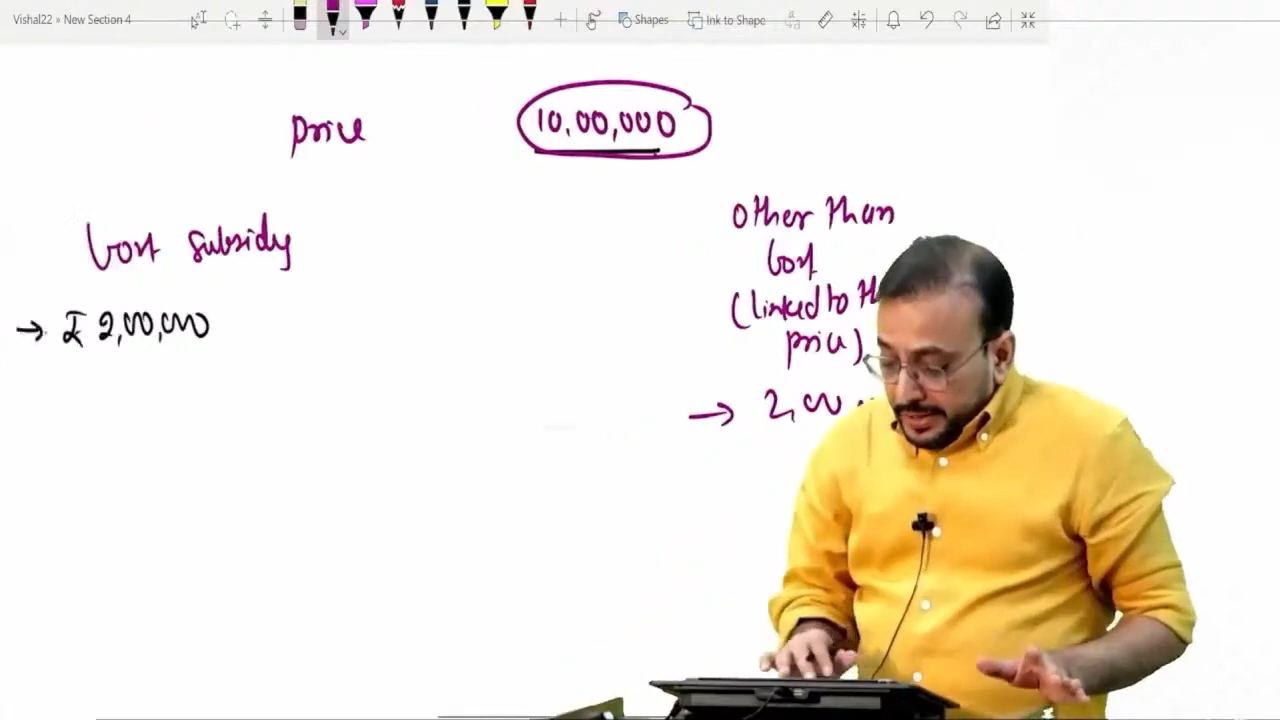 Vishal22 » New Section 4
Shapes
Ink to Shape
price 10,00,000
Govt subsidy
→ ₹ 2,00,000
Other than
Govt
(linked to th
price)
→ 2,00